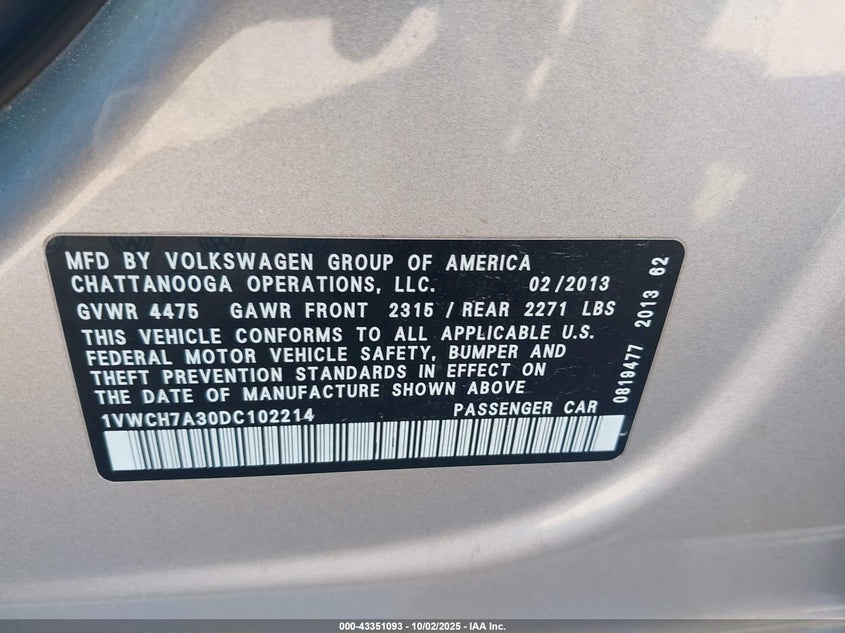 MFD BY VOLKSWAGEN GROUP OF AMERICA
CHATTANOOGA OPERATIONS, LLC. 02/2013
GVWR 4475 GAWR FRONT 2315 / REAR 2271 LBS
THIS VEHICLE CONFORMS TO ALL APPLICABLE U.S.
FEDERAL MOTOR VEHICLE SAFETY, BUMPER AND
THEFT PREVENTION STANDARDS IN EFFECT ON
THE DATE OF MANUFACTURE SHOWN ABOVE
1VWCH7A30DC102214 PASSENGER CAR
0819477 2013 62
000-43351093 - 10/02/2025 - IAA Inc.